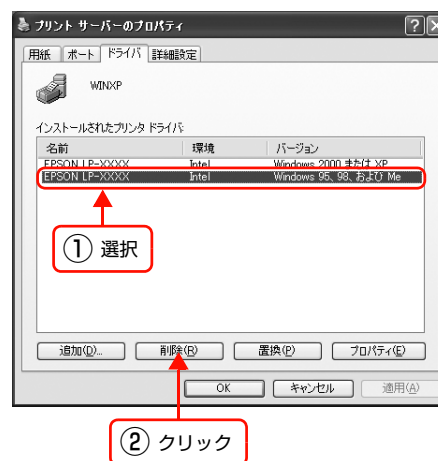 プリント サーバーのプロパティ
用紙 ポート ドライバ 詳細設定
WINXP
インストールされたプリンタ ドライバ:
名前 環境 バージョン
EPSON LP-XXXX Intel Windows 2000 または XP
EPSON LP-XXXX Intel Windows 95、98、および Me
① 選択
追加(D)... 削除(R) 置換(P) プロパティ(E)
OK キャンセル 適用(A)
② クリック